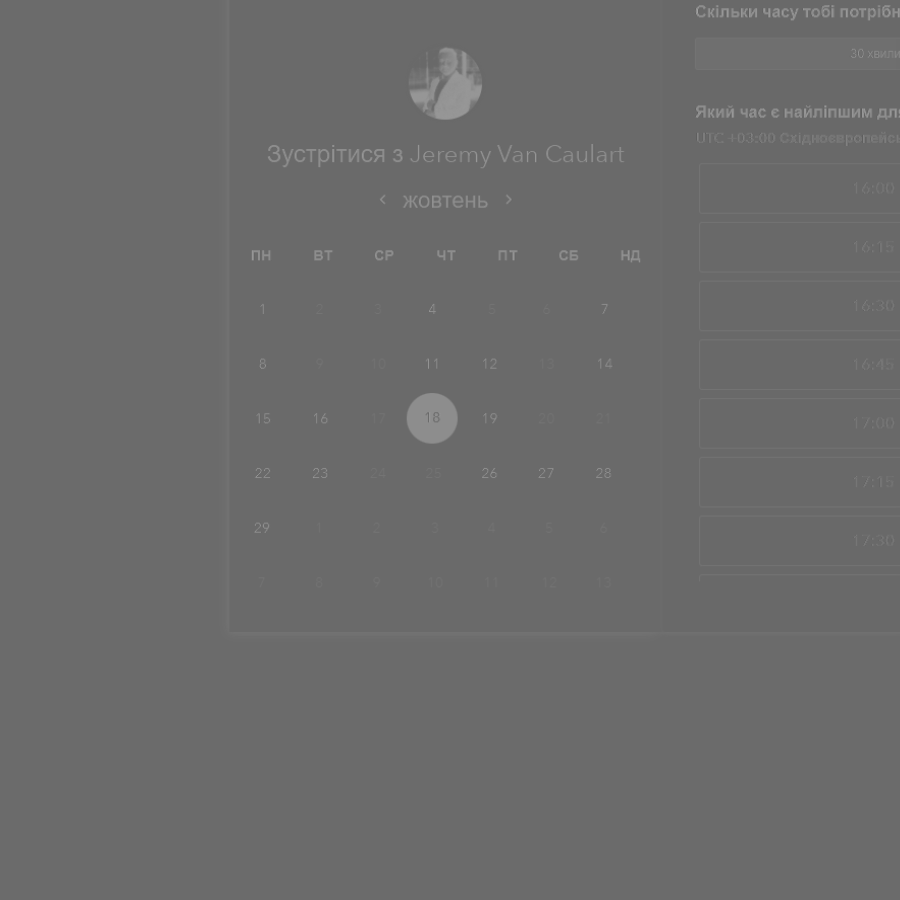 Зустрітися з Jeremy Van Caulart
жовтень
ПН ВТ СР ЧТ ПТ СБ НД
1 2 3 4 5 6 7
8 9 10 11 12 13 14
15 16 17 18 19 20 21
22 23 24 25 26 27 28
29 1 2 3 4 5 6
7 8 9 10 11 12 13
Скільки часу тобі потрібн
30 хвили
Який час є найліпшим для
UTC +03:00 Східноєвропейсь
16:00
16:15
16:30
16:45
17:00
17:15
17:30